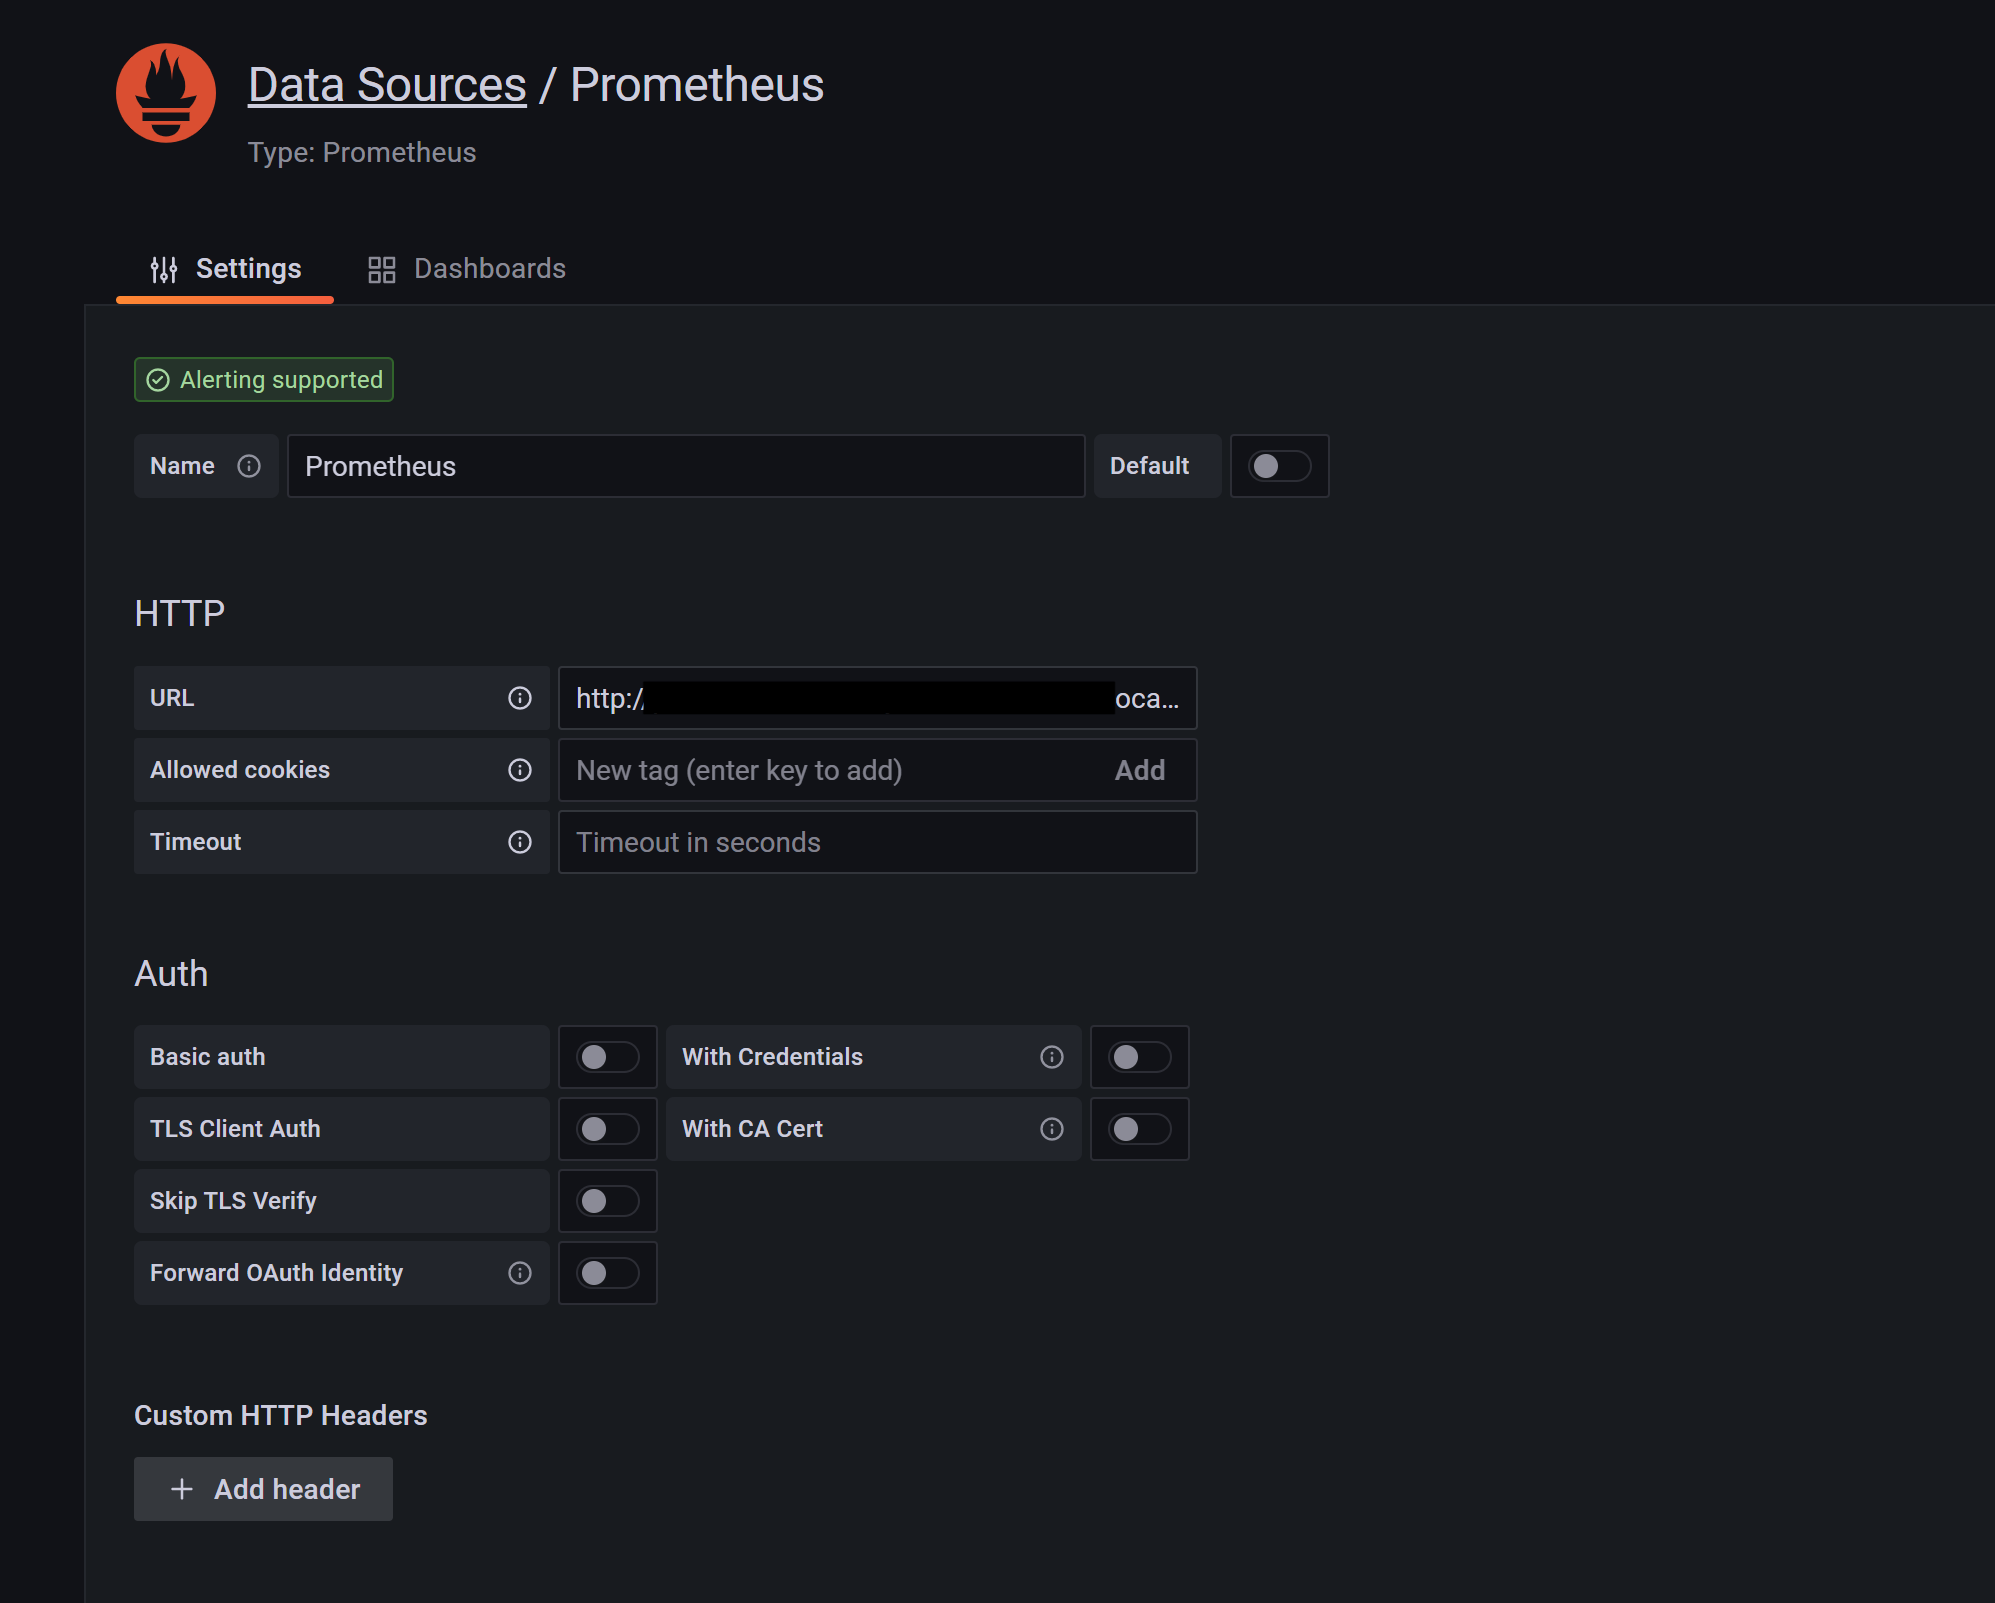 Data Sources / Prometheus
Type: Prometheus
Settings Dashboards
Alerting supported
Name Prometheus Default
HTTP
URL http:/ oca...
Allowed cookies New tag (enter key to add) Add
Timeout Timeout in seconds
Auth
Basic auth With Credentials
TLS Client Auth With CA Cert
Skip TLS Verify
Forward OAuth Identity
Custom HTTP Headers
+ Add header